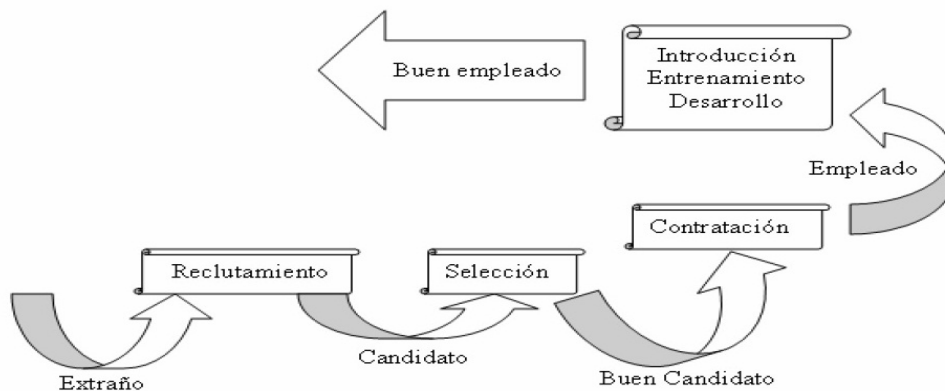 Buen empleado
Introducción
Entrenamiento
Desarrollo
Empleado
Contratación
Reclutamiento
Selección
Candidato
Buen Candidato
Extraño